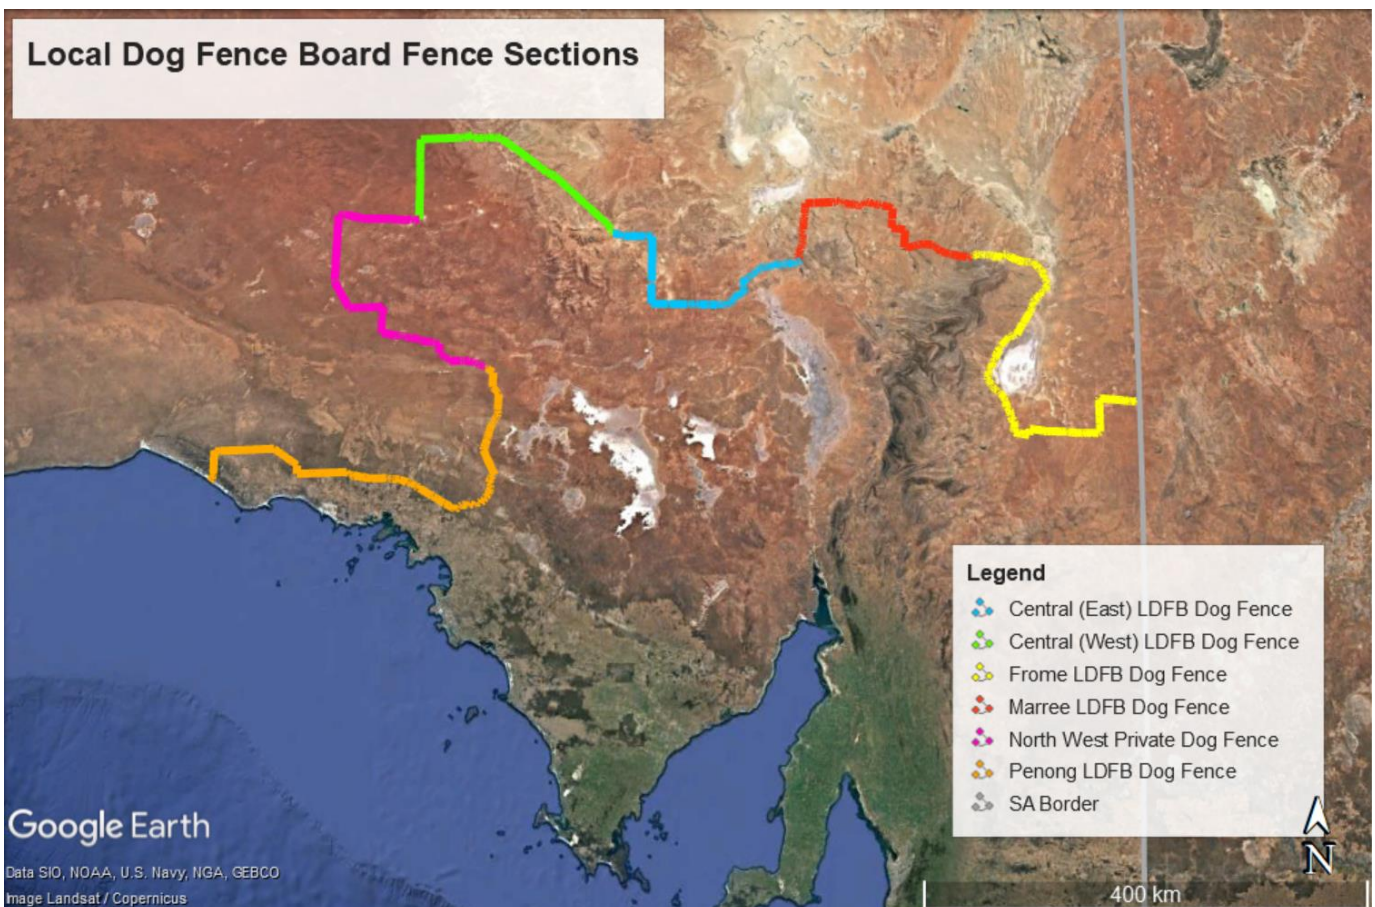 Local Dog Fence Board Fence Sections
Legend
Central (East) LDFB Dog Fence
Central (West) LDFB Dog Fence
Frome LDFB Dog Fence
Marree LDFB Dog Fence
North West Private Dog Fence
Penong LDFB Dog Fence
SA Border
N
Google Earth
Data SIO, NOAA, U.S. Navy, NGA, GEBCO
Image Landsat / Copernicus
400 km